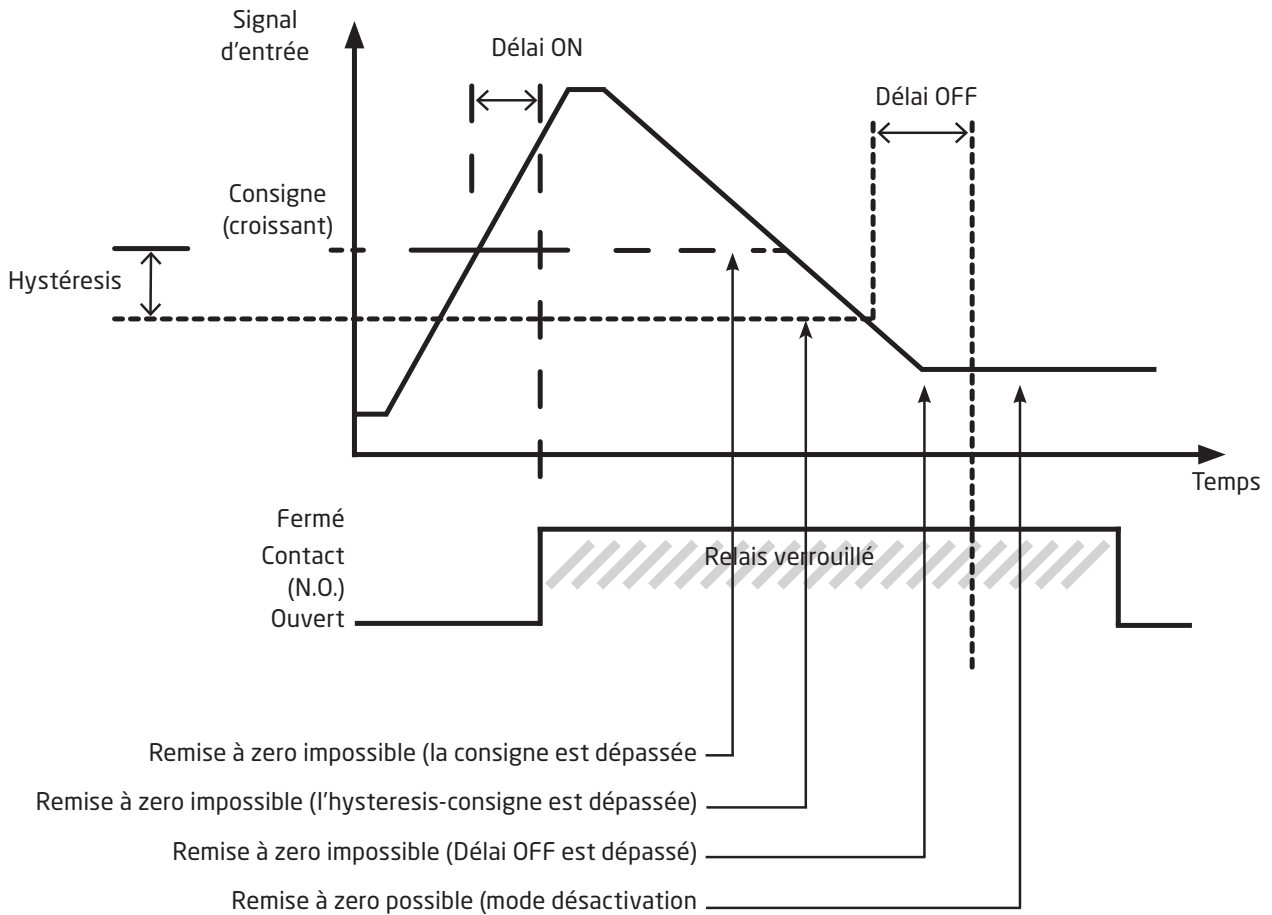 Signal
d'entrée
Délai ON
Délai OFF
Consigne
(croissant)
Hystéresis
Temps
Fermé
Contact
(N.O.)
Ouvert
Relais verrouillé
Remise à zero impossible (la consigne est dépassée
Remise à zero impossible (l'hysteresis-consigne est dépassée)
Remise à zero impossible (Délai OFF est dépassé)
Remise à zero possible (mode désactivation